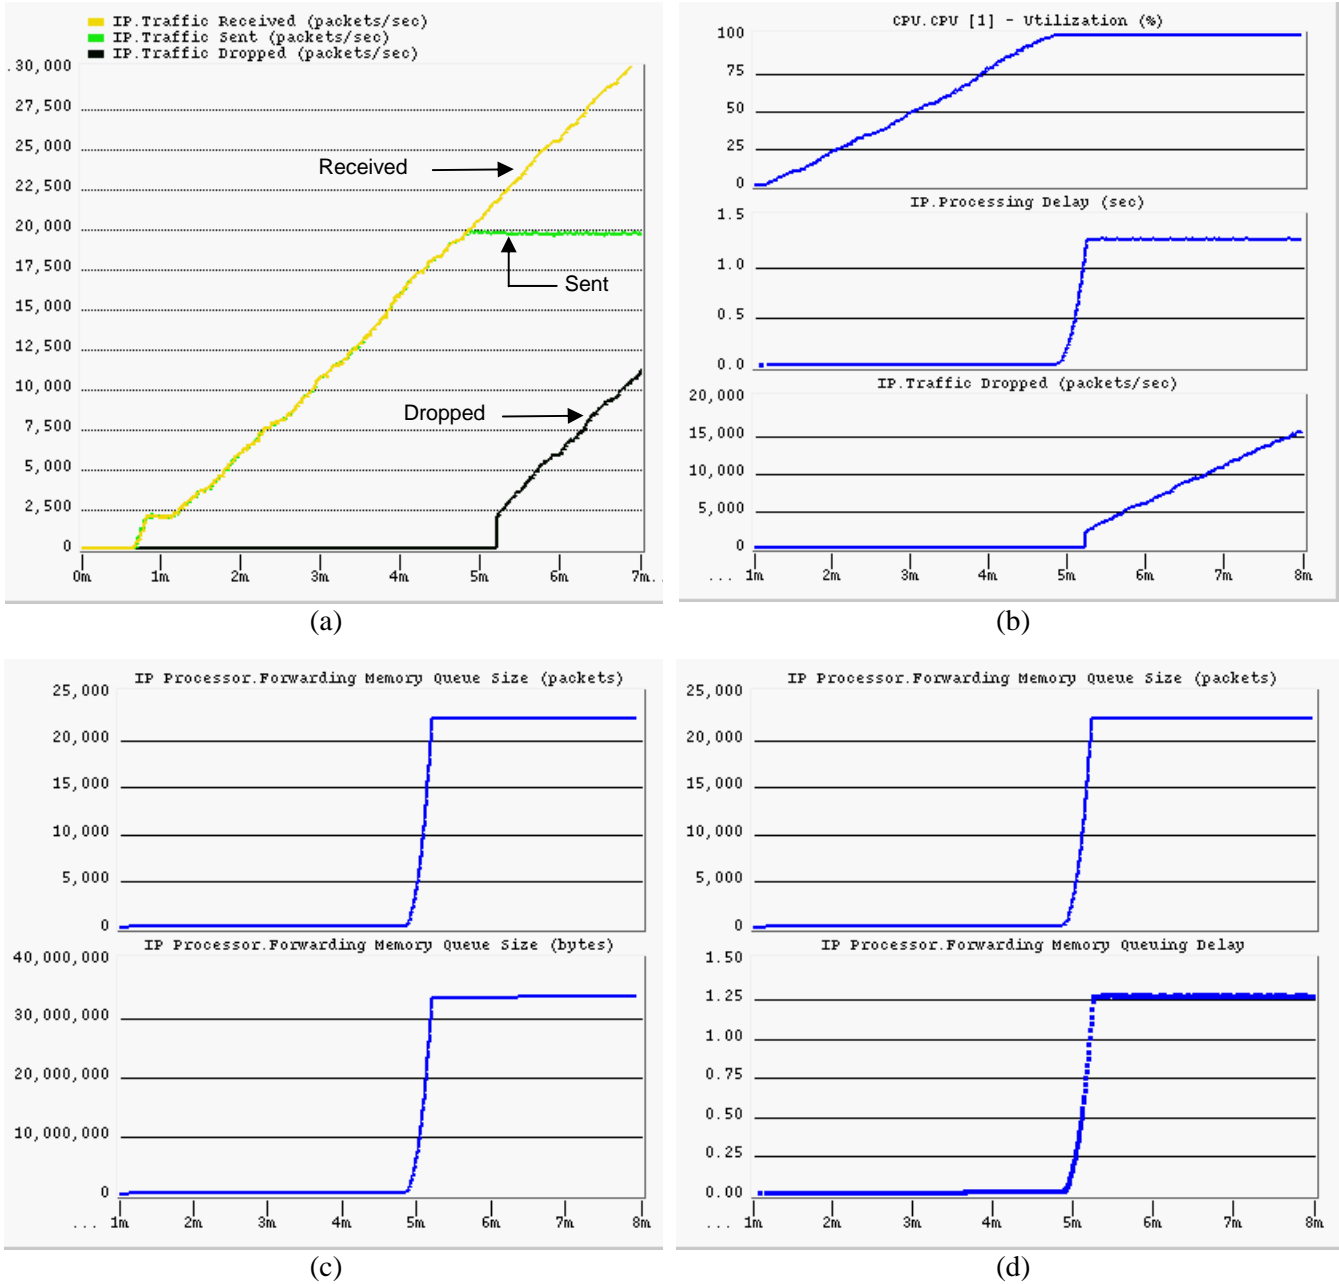 IP.Traffic Received (packets/sec)
IP.Traffic Sent (packets/sec)
IP.Traffic Dropped (packets/sec)
.30,000
27,500
25,000
22,500
20,000
17,500
15,000
12,500
10,000
7,500
5,000
2,500
0
Received
Sent
Dropped
0m 1m 2m 3m 4m 5m 6m 7m...
(a)
CPU.CPU [1] - Utilization (%)
100
75
50
25
0
IP.Processing Delay (sec)
1.5
1.0
0.5
0.0
IP.Traffic Dropped (packets/sec)
20,000
15,000
10,000
5,000
0
... 1m 2m 3m 4m 5m 6m 7m 8m
(b)
IP Processor.Forwarding Memory Queue Size (packets)
25,000
20,000
15,000
10,000
5,000
0
IP Processor.Forwarding Memory Queue Size (bytes)
40,000,000
30,000,000
20,000,000
10,000,000
0
... 1m 2m 3m 4m 5m 6m 7m 8m
(c)
IP Processor.Forwarding Memory Queue Size (packets)
25,000
20,000
15,000
10,000
5,000
0
IP Processor.Forwarding Memory Queuing Delay
1.50
1.25
1.00
0.75
0.50
0.25
0.00
... 1m 2m 3m 4m 5m 6m 7m 8m
(d)